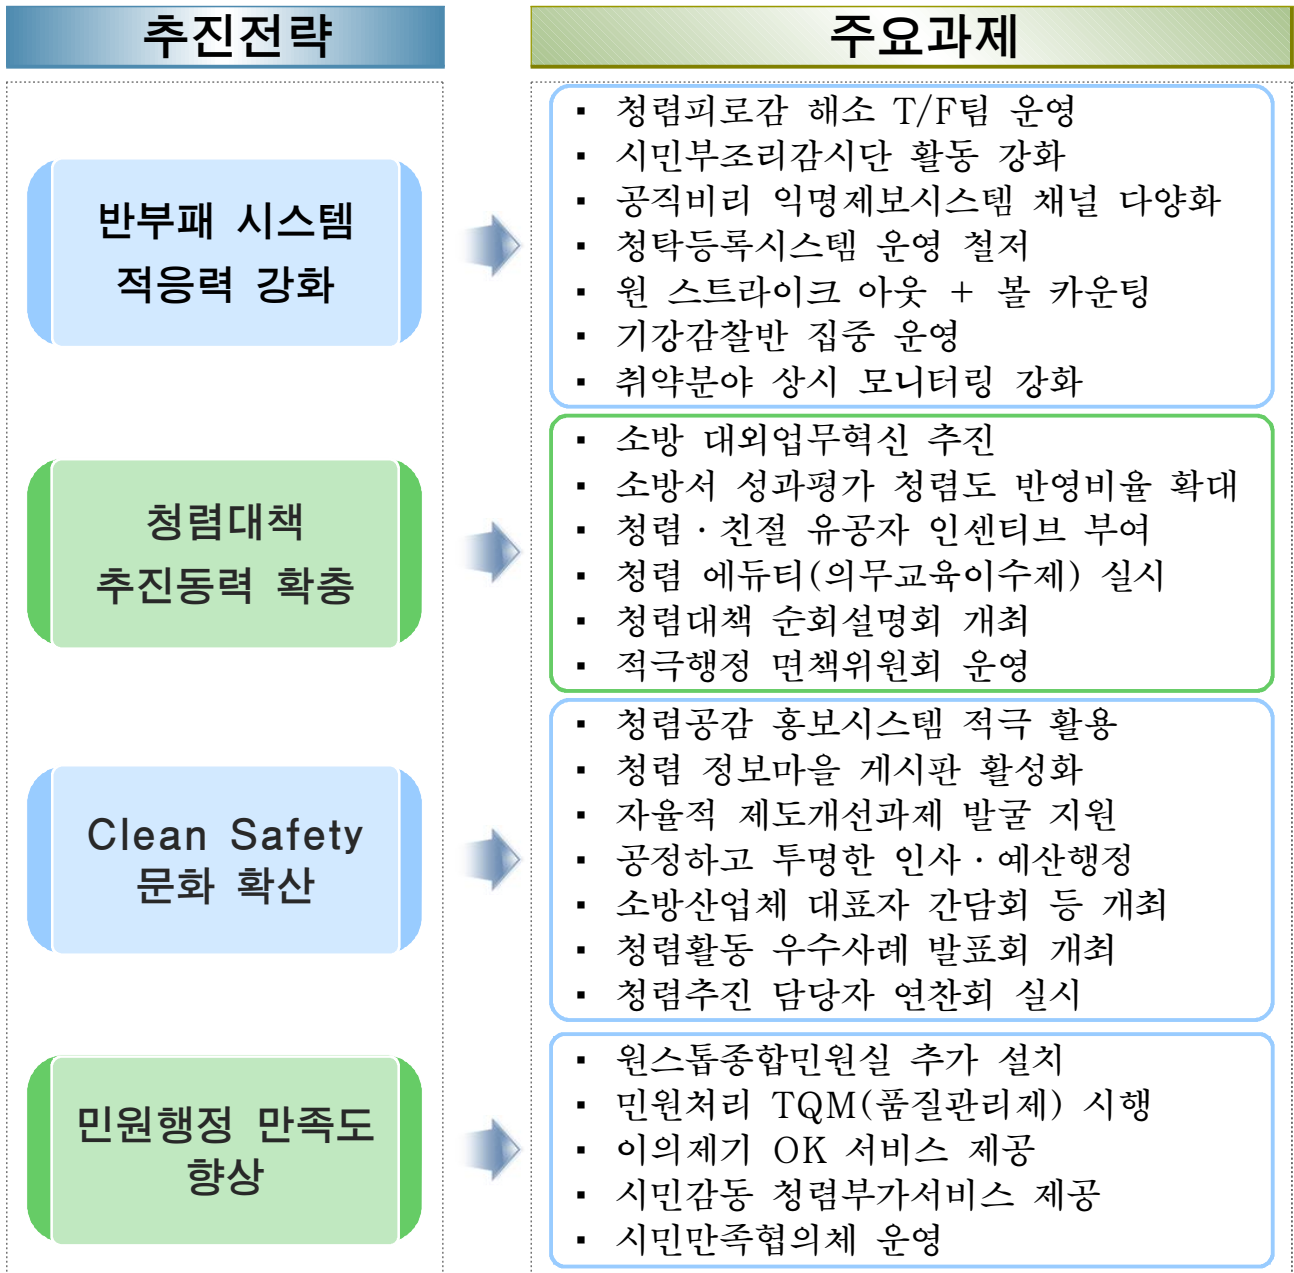 추진전략
주요과제
반부패 시스템
적응력 강화
▪ 청렴피로감 해소 T/F팀 운영
▪ 시민부조리감시단 활동 강화
▪ 공직비리 익명제보시스템 채널 다양화
▪ 청탁등록시스템 운영 철저
▪ 원 스트라이크 아웃 + 볼 카운팅
▪ 기강감찰반 집중 운영
▪ 취약분야 상시 모니터링 강화
청렴대책
추진동력 확충
▪ 소방 대외업무혁신 추진
▪ 소방서 성과평가 청렴도 반영비율 확대
▪ 청렴·친절 유공자 인센티브 부여
▪ 청렴 에듀티(의무교육이수제) 실시
▪ 청렴대책 순회설명회 개최
▪ 적극행정 면책위원회 운영
Clean Safety
문화 확산
▪ 청렴공감 홍보시스템 적극 활용
▪ 청렴 정보마을 게시판 활성화
▪ 자율적 제도개선과제 발굴 지원
▪ 공정하고 투명한 인사·예산행정
▪ 소방산업체 대표자 간담회 등 개최
▪ 청렴활동 우수사례 발표회 개최
▪ 청렴추진 담당자 연찬회 실시
민원행정 만족도
향상
▪ 원스톱종합민원실 추가 설치
▪ 민원처리 TQM(품질관리제) 시행
▪ 이의제기 OK 서비스 제공
▪ 시민감동 청렴부가서비스 제공
▪ 시민만족협의체 운영